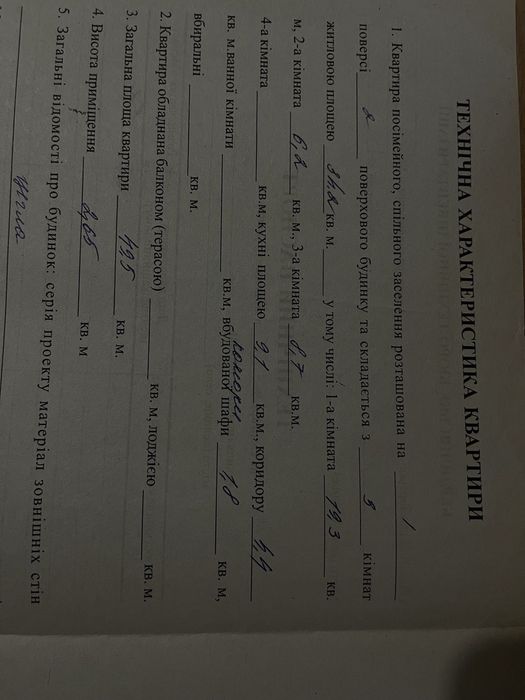 ТЕХНІЧНА ХАРАКТЕРИСТИКА КВАРТИРИ
1. Квартира посімейного, спільного заселення розташована на 1
поверсі 2 поверхового будинку та складається з 3 кімнат
житловою площею 34,2 кв. м. у тому числі: 1-а кімната 19,3 кв.
м, 2-а кімната 6,2 кв. м., 3-а кімната 8,7 кв.м.
4-а кімната кв.м, кухні площею 9,1 кв.м., коридору 4,4
кв. м.ванної кімнати кв.м, вбудованої шафи комори 1,8 кв. м,
вбиральні кв. м.
2. Квартира обладнана балконом (терасою) кв. м, лоджією кв. м.
3. Загальна площа квартири 49,5 кв. м.
4. Висота приміщення 2,65 кв. м
5. Загальні відомості про будинок: серія проекту матеріал зовнішніх стін
цегла